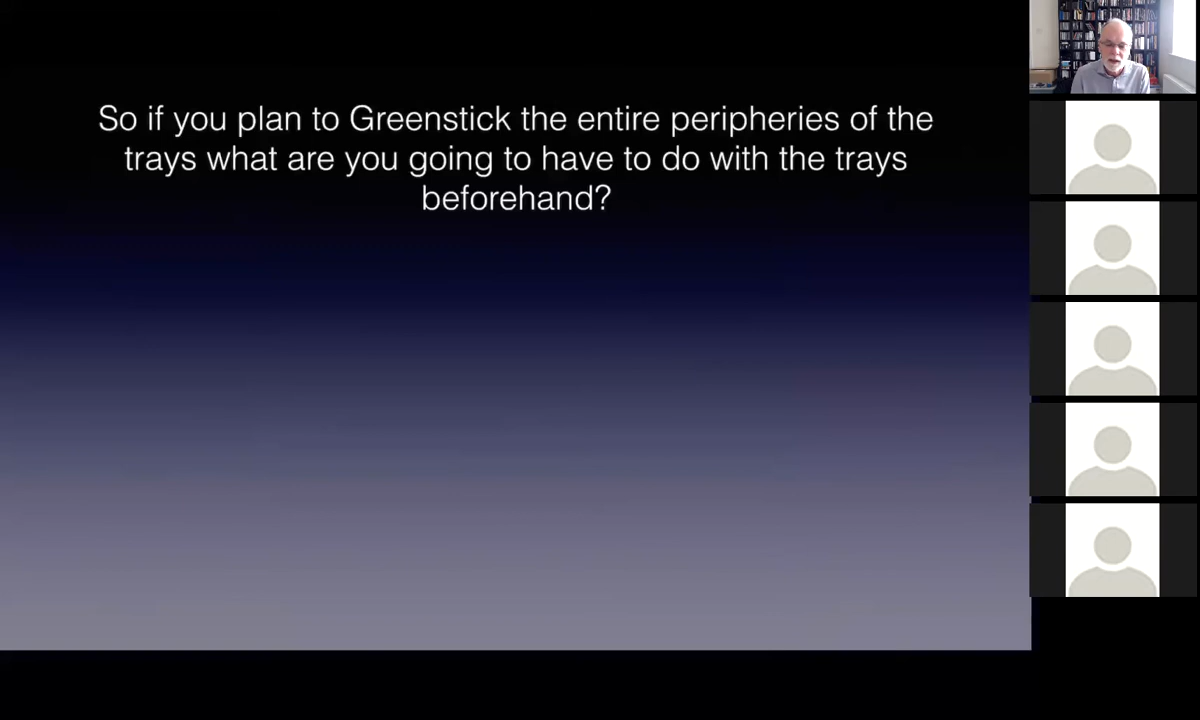 So if you plan to Greenstick the entire peripheries of the
trays what are you going to have to do with the trays
beforehand?